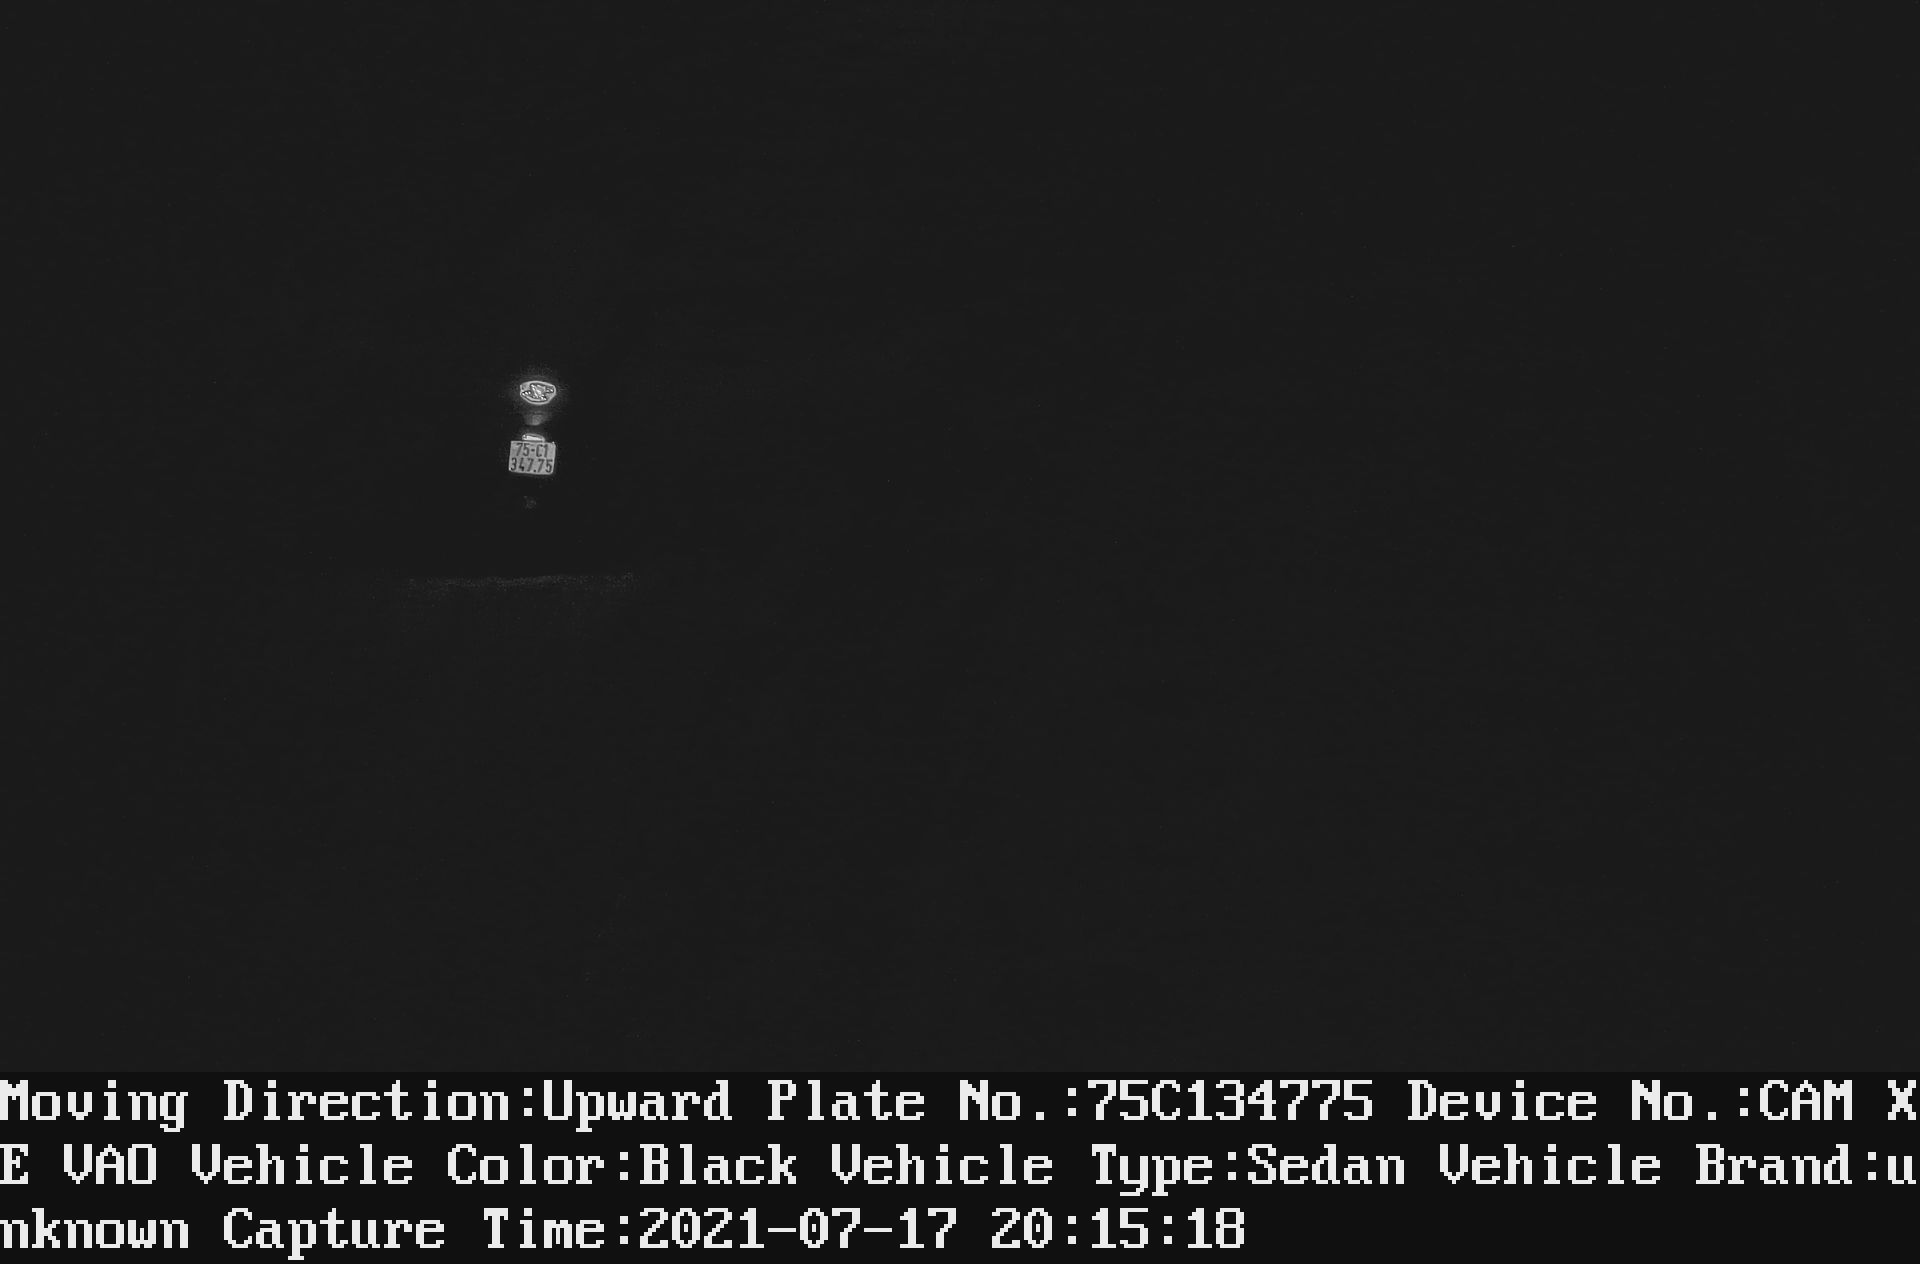 75-C1
347.75
Moving Direction:Upward Plate No.:75C134775 Device No.:CAM X
E VAO Vehicle Color:Black Vehicle Type:Sedan Vehicle Brand:u
nknown Capture Time:2021-07-17 20:15:18